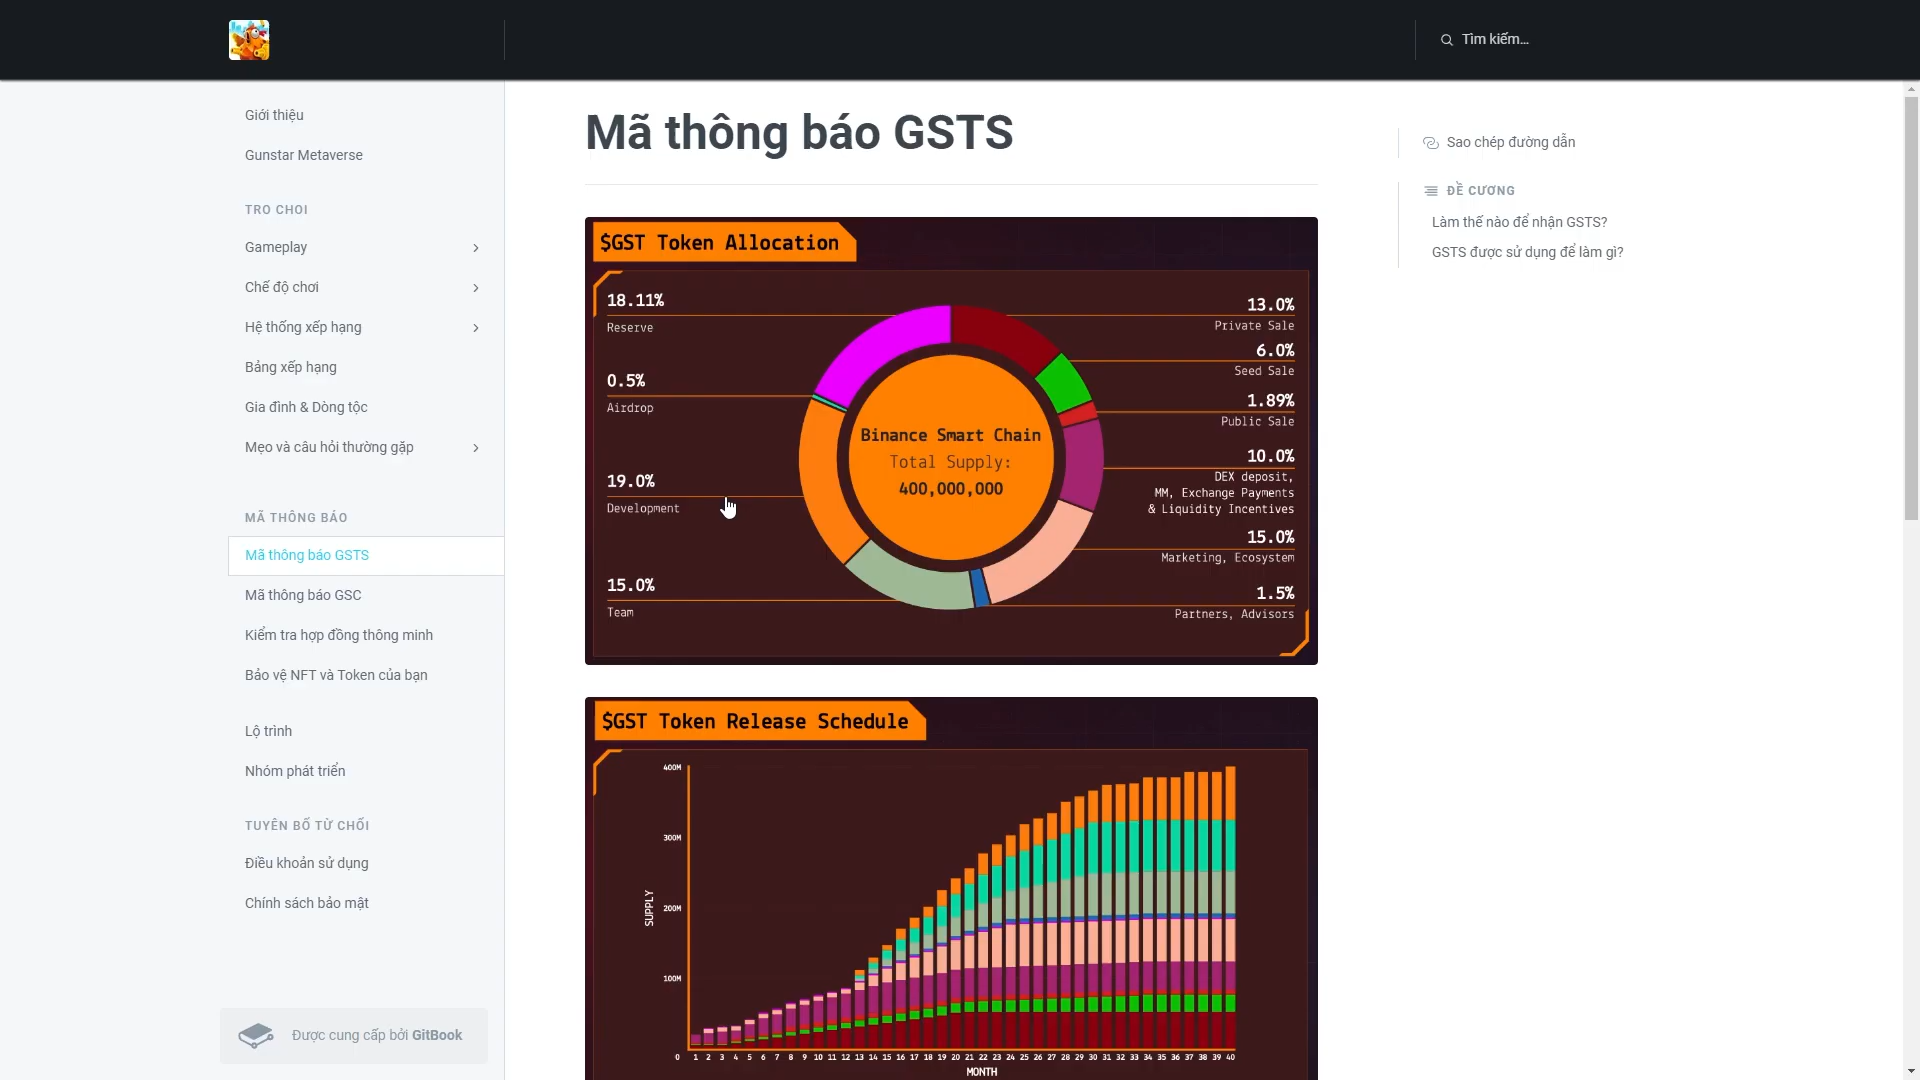 Tìm kiếm...
Giới thiệu
Gunstar Metaverse
TRO CHOI
Gameplay
Chế độ chơi
Hệ thống xếp hạng
Bảng xếp hạng
Gia đình & Dòng tộc
Mẹo và câu hỏi thường gặp
MÃ THÔNG BÁO
Mã thông báo GSTS
Mã thông báo GSC
Kiểm tra hợp đồng thông minh
Bảo vệ NFT và Token của bạn
Lộ trình
Nhóm phát triển
TUYÊN BỐ TỪ CHỐI
Điều khoản sử dụng
Chính sách bảo mật
Được cung cấp bởi GitBook
Mã thông báo GSTS
$GST Token Allocation
18.11%
Reserve
0.5%
Airdrop
19.0%
Development
15.0%
Team
Binance Smart Chain
Total Supply:
400,000,000
13.0%
Private Sale
6.0%
Seed Sale
1.89%
Public Sale
10.0%
DEX deposit,
MM, Exchange Payments
& Liquidity Incentives
15.0%
Marketing, Ecosystem
1.5%
Partners, Advisors
$GST Token Release Schedule
400M
300M
200M
100M
SUPPLY
0 1 2 3 4 5 6 7 8 9 10 11 12 13 14 15 16 17 18 19 20 21 22 23 24 25 26 27 28 29 30 31 32 33 34 35 36 37 38 39 40
MONTH
Sao chép đường dẫn
ĐỀ CƯƠNG
Làm thế nào để nhận GSTS?
GSTS được sử dụng để làm gì?